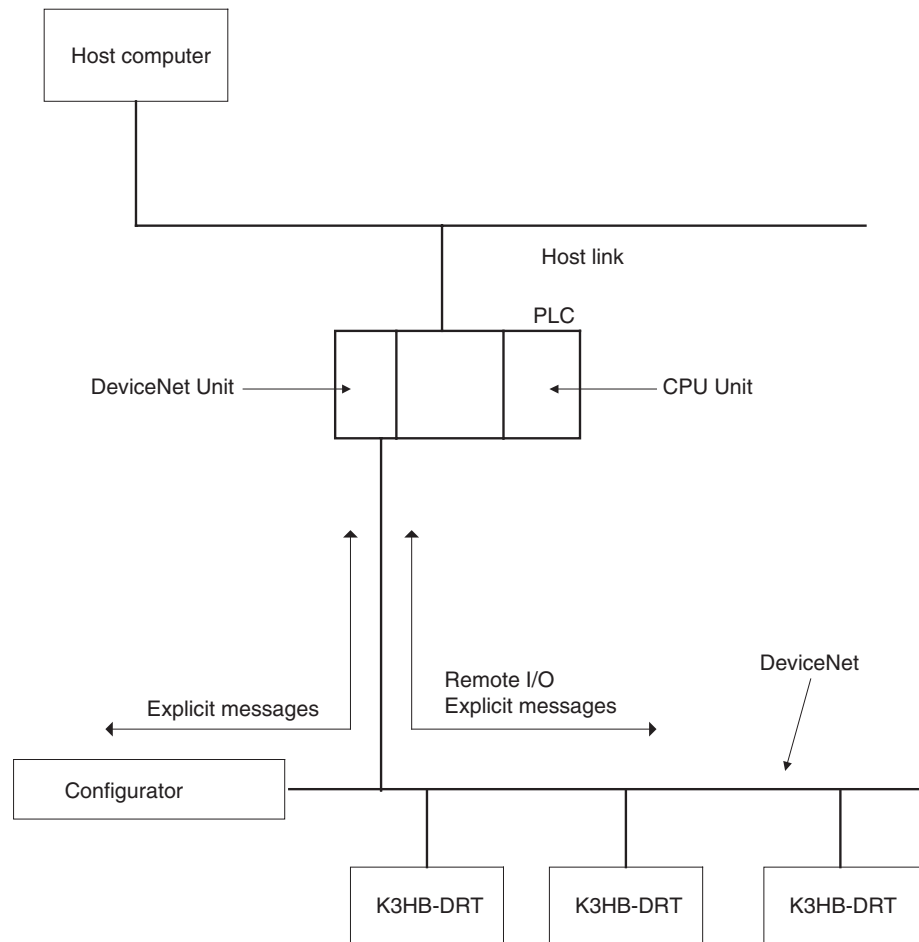 Host computer
Host link
PLC
DeviceNet Unit
CPU Unit
DeviceNet
Remote I/O
Explicit messages
Explicit messages
Configurator
K3HB-DRT
K3HB-DRT
K3HB-DRT